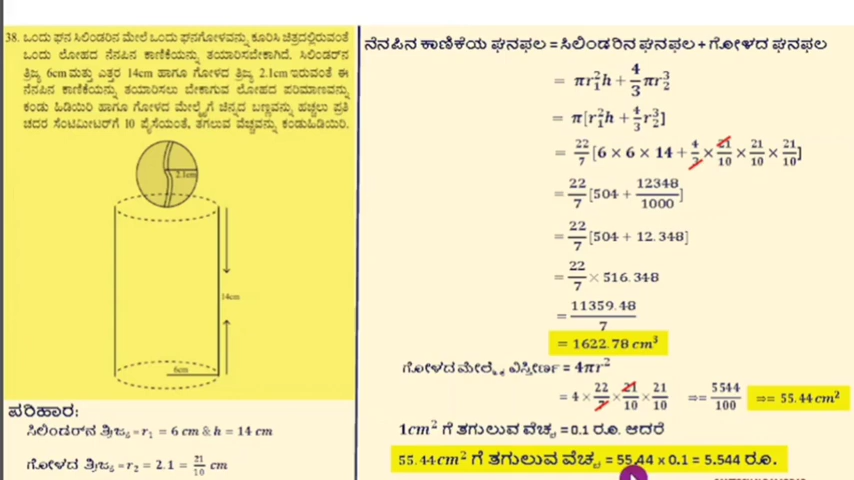 38. ಒಂದು ಘನ ಸಿಲಿಂಡರಿನ ಮೇಲೆ ಒಂದು ಘನಗೋಳವನ್ನು ಕೂರಿಸಿ ಚಿತ್ರದಲ್ಲಿರುವಂತೆ
ಒಂದು ಲೋಹದ ನೆನಪಿನ ಕಾಣಿಕೆಯನ್ನು ತಯಾರಿಸಬೇಕಾಗಿದೆ. ಸಿಲಿಂಡರ್‌ನ
ತ್ರಿಜ್ಯ 6cm ಮತ್ತು ಎತ್ತರ 14cm ಹಾಗೂ ಗೋಳದ ತ್ರಿಜ್ಯ 2.1cm ಇರುವಂತೆ ಈ
ನೆನಪಿನ ಕಾಣಿಕೆಯನ್ನು ತಯಾರಿಸಲು ಬೇಕಾಗುವ ಲೋಹದ ಪರಿಮಾಣವನ್ನು
ಕಂಡು ಹಿಡಿಯಿರಿ ಹಾಗೂ ಗೋಳದ ಮೇಲ್ಮೈಗೆ ಚಿನ್ನದ ಬಣ್ಣವನ್ನು ಹಚ್ಚಲು ಪ್ರತಿ
ಚದರ ಸೆಂಟಿಮೀಟರ್‌ಗೆ 10 ಪೈಸೆಯಂತೆ, ತಗಲುವ ವೆಚ್ಚವನ್ನು ಕಂಡುಹಿಡಿಯಿರಿ.
2.1cm
14cm
6cm
ಪರಿಹಾರ:
ಸಿಲಿಂಡರ್‌ನ ತ್ರಿಜ್ಯ = r₁ = 6 cm & h = 14 cm
ಗೋಳದ ತ್ರಿಜ್ಯ = r₂ = 2.1 = 21/10 cm
ನೆನಪಿನ ಕಾಣಿಕೆಯ ಘನಫಲ = ಸಿಲಿಂಡರಿನ ಘನಫಲ + ಗೋಳದ ಘನಫಲ
= πr₁²h + 4/3 πr₂³
= π[r₁²h + 4/3 r₂³]
= 22/7 [6 × 6 × 14 + 4/3 × 21/10 × 21/10 × 21/10]
= 22/7 [504 + 12348/1000]
= 22/7 [504 + 12.348]
= 22/7 × 516.348
= 11359.48/7
= 1622.78 cm³
ಗೋಳದ ಮೇಲ್ಮೈ ವಿಸ್ತೀರ್ಣ = 4πr²
= 4 × 22/7 × 21/10 × 21/10 ⇒= 5544/100 ⇒= 55.44 cm²
1cm² ಗೆ ತಗುಲುವ ವೆಚ್ಚ = 0.1 ರೂ. ಆದರೆ
55.44cm² ಗೆ ತಗುಲುವ ವೆಚ್ಚ = 55.44 x 0.1 = 5.544 ರೂ.